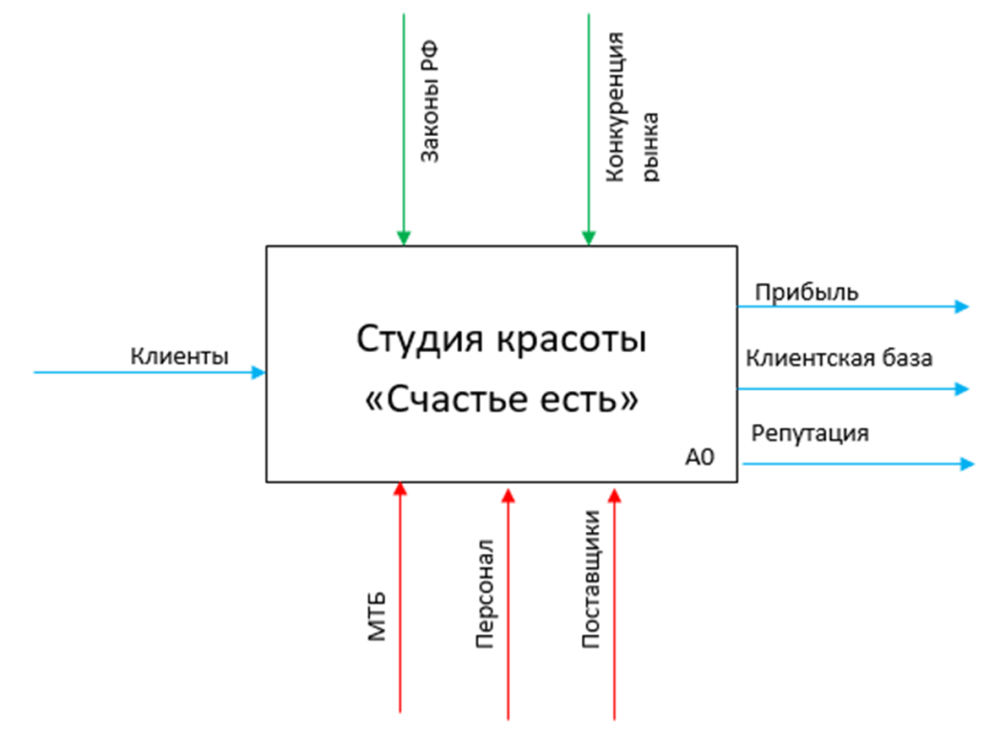 Законы РФ
Конкуренция
рынка
Клиенты
Студия красоты
«Счастье есть»
А0
Прибыль
Клиентская база
Репутация
МТБ
Персонал
Поставщики